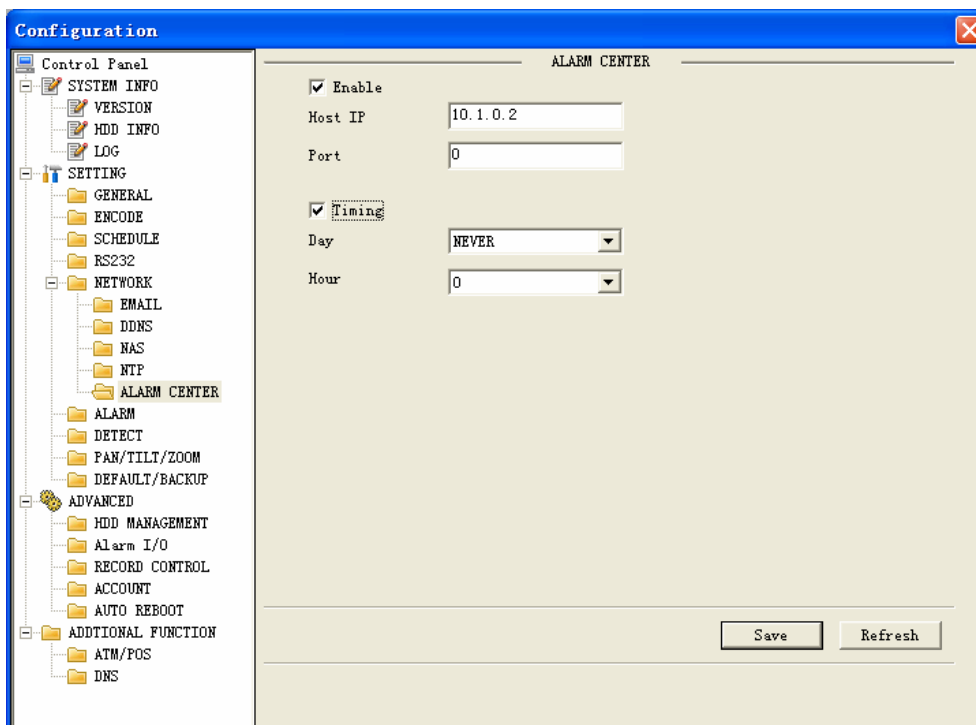 Configuration
Control Panel
SYSTEM INFO
VERSION
HDD INFO
LOG
SETTING
GENERAL
ENCODE
SCHEDULE
RS232
NETWORK
EMAIL
DDNS
NAS
NTP
ALARM CENTER
ALARM
DETECT
PAN/TILT/ZOOM
DEFAULT/BACKUP
ADVANCED
HDD MANAGEMENT
Alarm I/O
RECORD CONTROL
ACCOUNT
AUTO REBOOT
ADDTIONAL FUNCTION
ATM/POS
DNS
ALARM CENTER
Enable
Host IP 10.1.0.2
Port 0
Timing
Day NEVER
Hour 0
Save Refresh